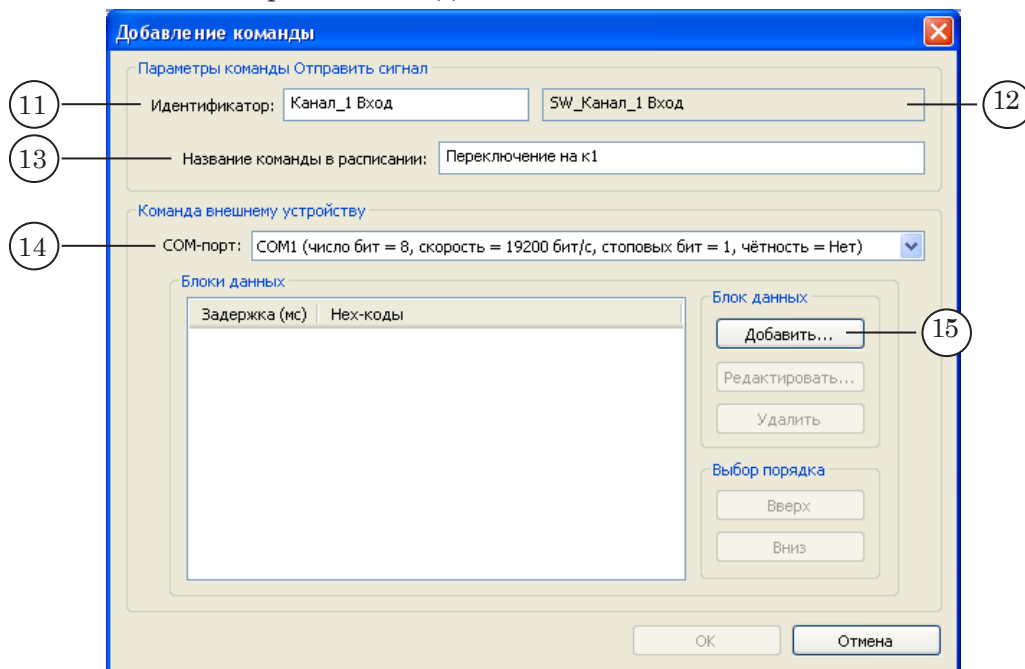 Добавление команды
Параметры команды Отправить сигнал
11 Идентификатор: Канал_1 Вход SW_Канал_1 Вход 12
13 Название команды в расписании: Переключение на к1
Команда внешнему устройству
14 COM-порт: COM1 (число бит = 8, скорость = 19200 бит/с, стоповых бит = 1, чётность = Нет)
Блоки данных
Блок данных
Задержка (мс) Hex-коды
Добавить... 15
Редактировать...
Удалить
Выбор порядка
Вверх
Вниз
OK Отмена